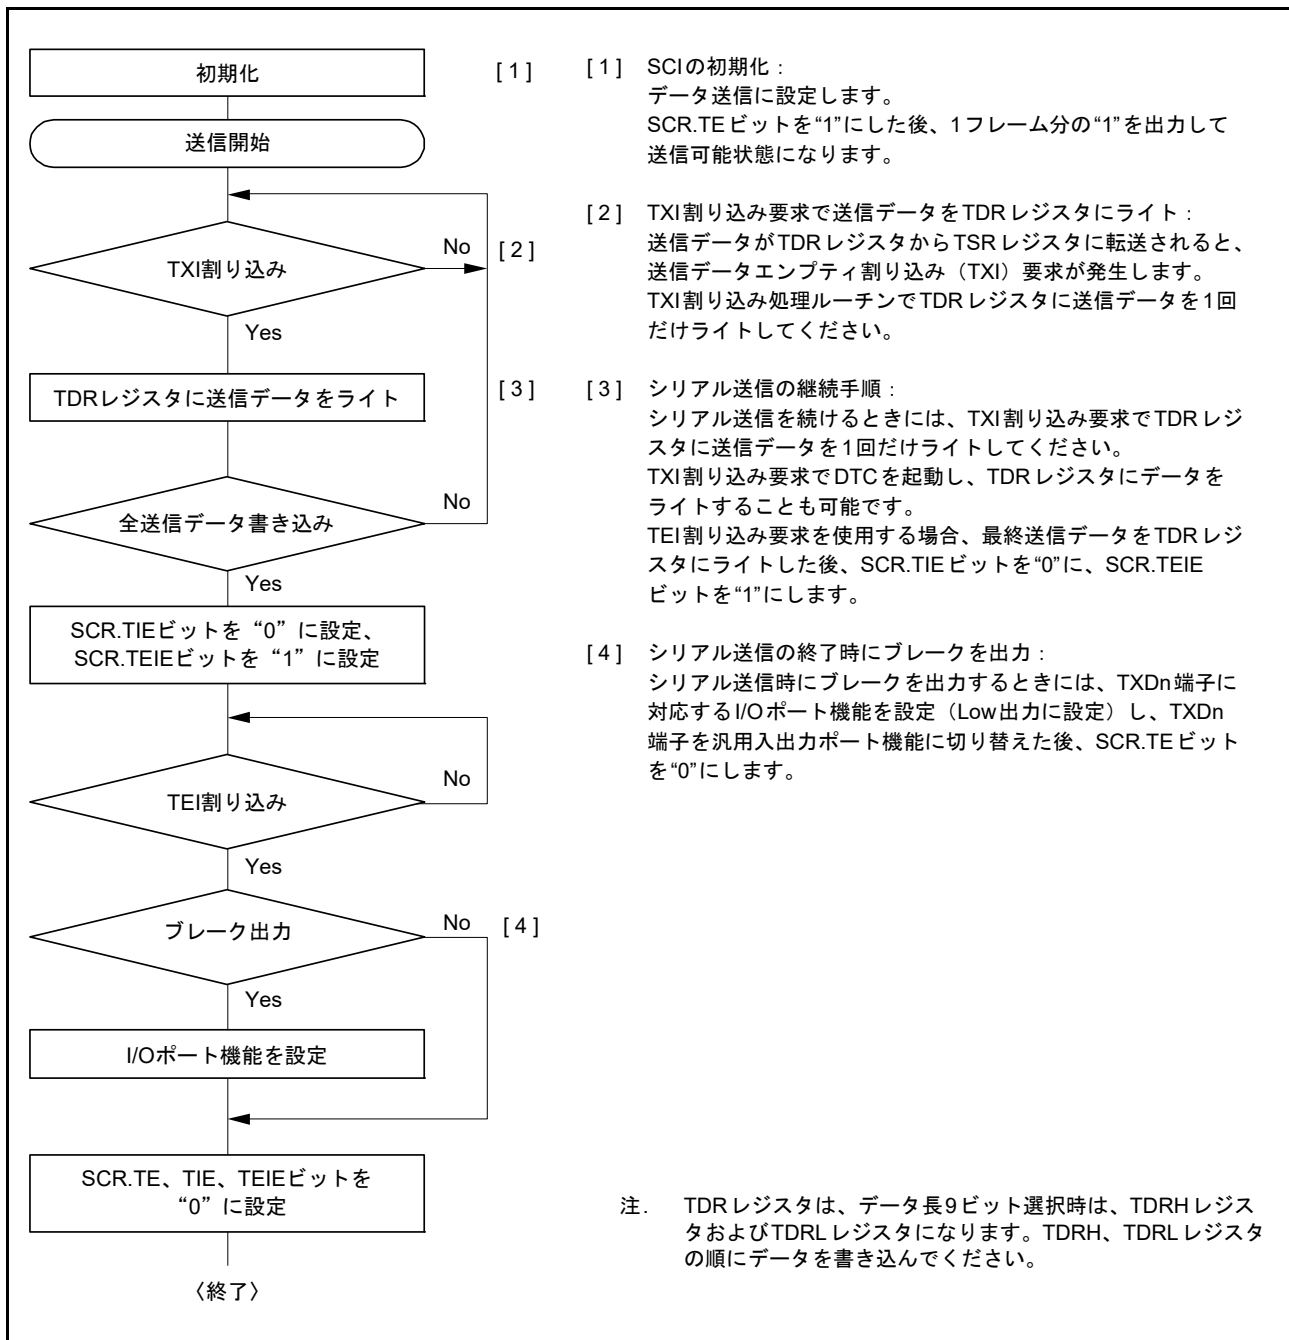 初期化
[1]
送信開始
TXI割り込み
No
[2]
Yes
TDRレジスタに送信データをライト
[3]
全送信データ書き込み
No
Yes
SCR.TIEビットを“0”に設定、
SCR.TEIEビットを“1”に設定
TEI割り込み
No
Yes
ブレーク出力
No
[4]
Yes
I/Oポート機能を設定
SCR.TE、TIE、TEIEビットを
“0”に設定
〈終了〉
[1] SCIの初期化：
データ送信に設定します。
SCR.TEビットを“1”にした後、1フレーム分の“1”を出力して
送信可能状態になります。
[2] TXI割り込み要求で送信データをTDRレジスタにライト：
送信データがTDRレジスタからTSRレジスタに転送されると、
送信データエンプティ割り込み（TXI）要求が発生します。
TXI割り込み処理ルーチンでTDRレジスタに送信データを1回
だけライトしてください。
[3] シリアル送信の継続手順：
シリアル送信を続けるときには、TXI割り込み要求でTDRレジ
スタに送信データを1回だけライトしてください。
TXI割り込み要求でDTCを起動し、TDRレジスタにデータを
ライトすることも可能です。
TEI割り込み要求を使用する場合、最終送信データをTDRレジ
スタにライトした後、SCR.TIEビットを“0”に、SCR.TEIE
ビットを“1”にします。
[4] シリアル送信の終了時にブレークを出力：
シリアル送信時にブレークを出力するときには、TXDn端子に
対応するI/Oポート機能を設定（Low出力に設定）し、TXDn
端子を汎用入出力ポート機能に切り替えた後、SCR.TEビット
を“0”にします。
注. TDRレジスタは、データ長9ビット選択時は、TDRHレジス
タおよびTDRLレジスタになります。TDRH、TDRLレジスタ
の順にデータを書き込んでください。